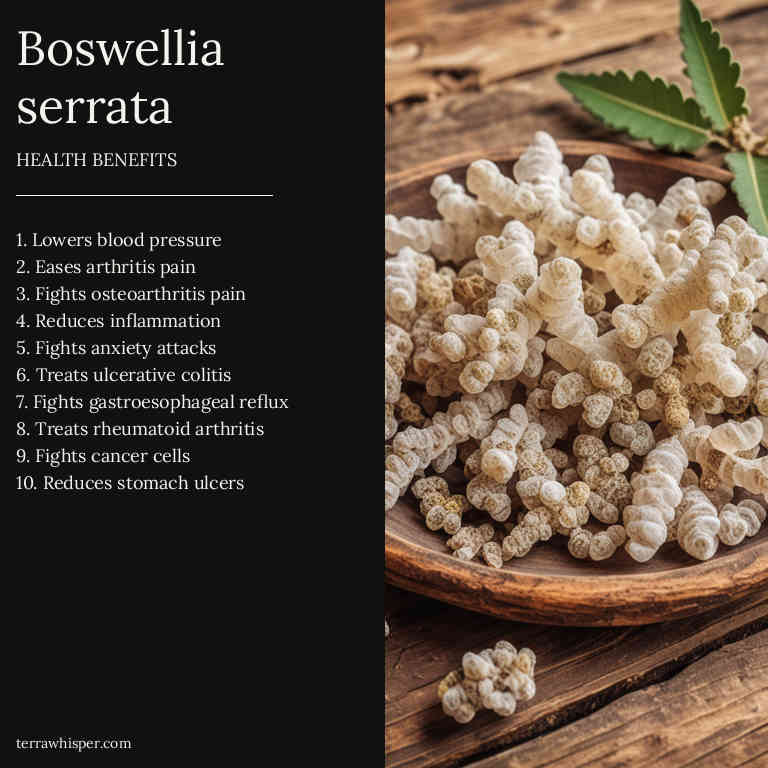 Boswellia
serrata
HEALTH BENEFITS
1. Lowers blood pressure
2. Eases arthritis pain
3. Fights osteoarthritis pain
4. Reduces inflammation
5. Fights anxiety attacks
6. Treats ulcerative colitis
7. Fights gastroesophageal reflux
8. Treats rheumatoid arthritis
9. Fights cancer cells
10. Reduces stomach ulcers
terrawhisper.com